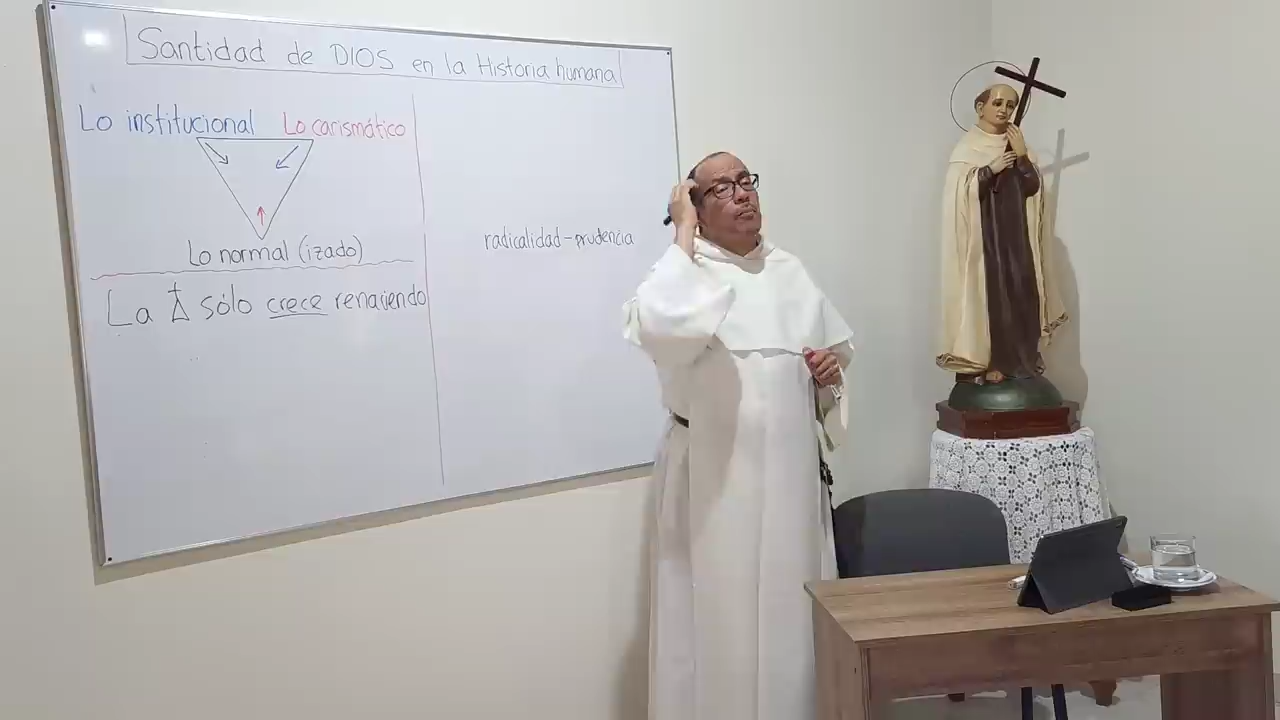 Santidad de DIOS en la Historia humana
Lo institucional Lo carismático
Lo normal (izado)
La sólo crece renaciendo
radicalidad-prudencia